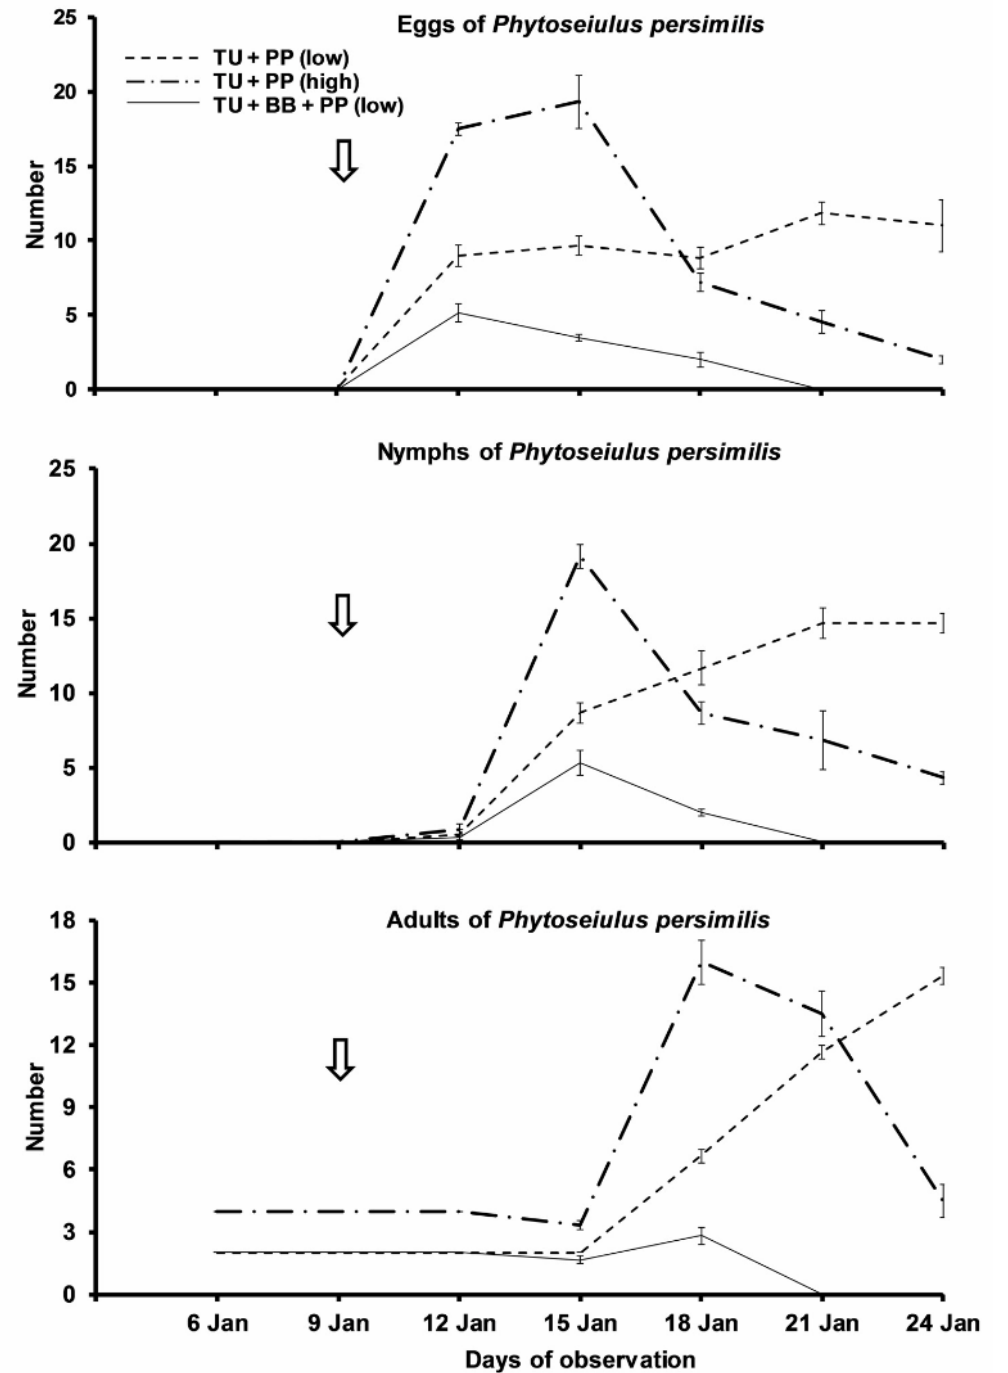 Eggs of Phytoseiulus persimilis
TU + PP (low)
TU + PP (high)
TU + BB + PP (low)
Number
25
20
15
10
5
0
Nymphs of Phytoseiulus persimilis
Number
25
20
15
10
5
0
Adults of Phytoseiulus persimilis
Number
18
15
12
9
6
3
0
6 Jan 9 Jan 12 Jan 15 Jan 18 Jan 21 Jan 24 Jan
Days of observation